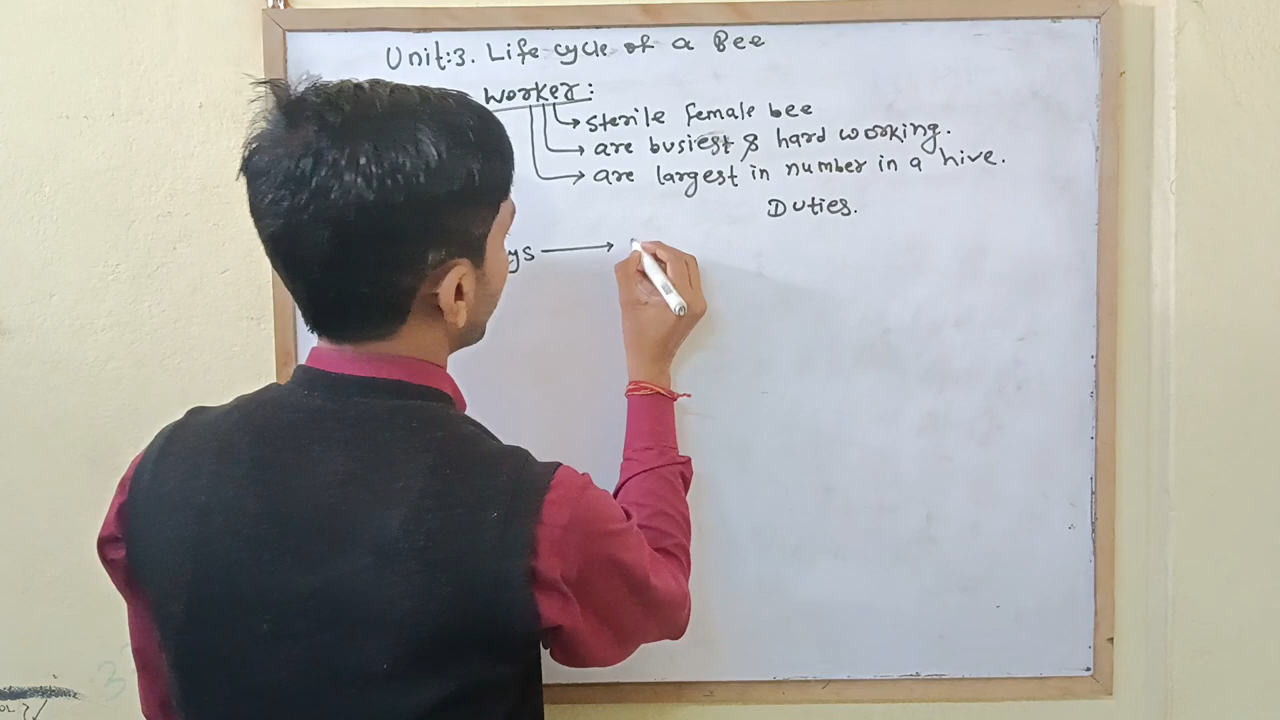 Unit:3. Life cycle of a Bee
Worker:
sterile female bee
are busiest & hard working.
are largest in number in a hive.
Duties.
ys